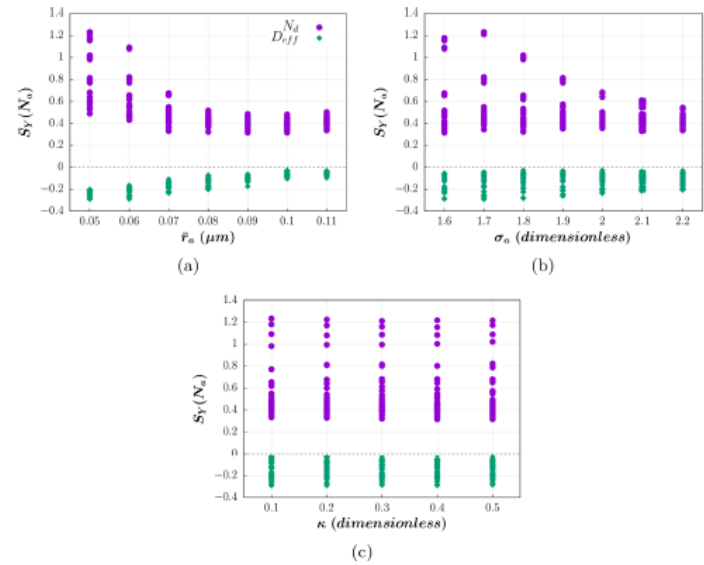 1.4
1.2
1
0.8
0.6
0.4
0.2
0
−0.2
−0.4
S_Y(N_a)
N_d
D_eff
0.05 0.06 0.07 0.08 0.09 0.1 0.11
r̄_a (μm)
(a)
1.4
1.2
1
0.8
0.6
0.4
0.2
0
−0.2
−0.4
S_Y(N_a)
1.6 1.7 1.8 1.9 2 2.1 2.2
σ_a (dimensionless)
(b)
1.4
1.2
1
0.8
0.6
0.4
0.2
0
−0.2
−0.4
S_Y(N_a)
0.1 0.2 0.3 0.4 0.5
κ (dimensionless)
(c)